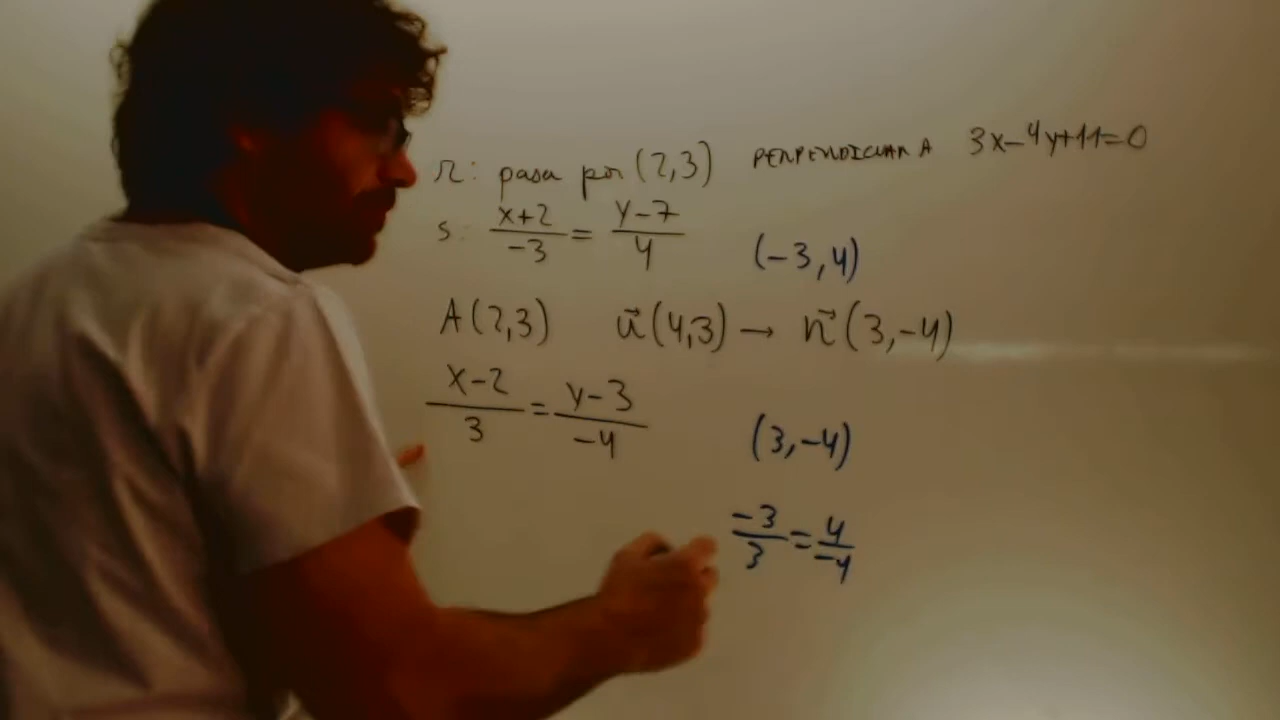 r: pasa por (2,3) PERPENDICULAR A 3x-4y+11=0
s: x+2/-3 = y-7/4 (-3,4)
A(2,3) u⃗(4,3) → n⃗(3,-4)
x-2/3 = y-3/-4
(3,-4)
-3/3 = 4/-4